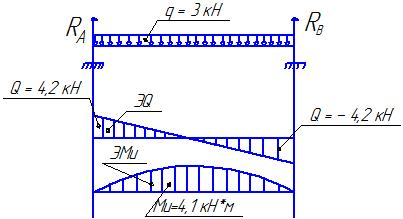 q = 3 кН
R_A
R_B
Q = 4,2 кН
ЭQ
Q = – 4,2 кН
ЭМи
Ми=4,1 кН*м